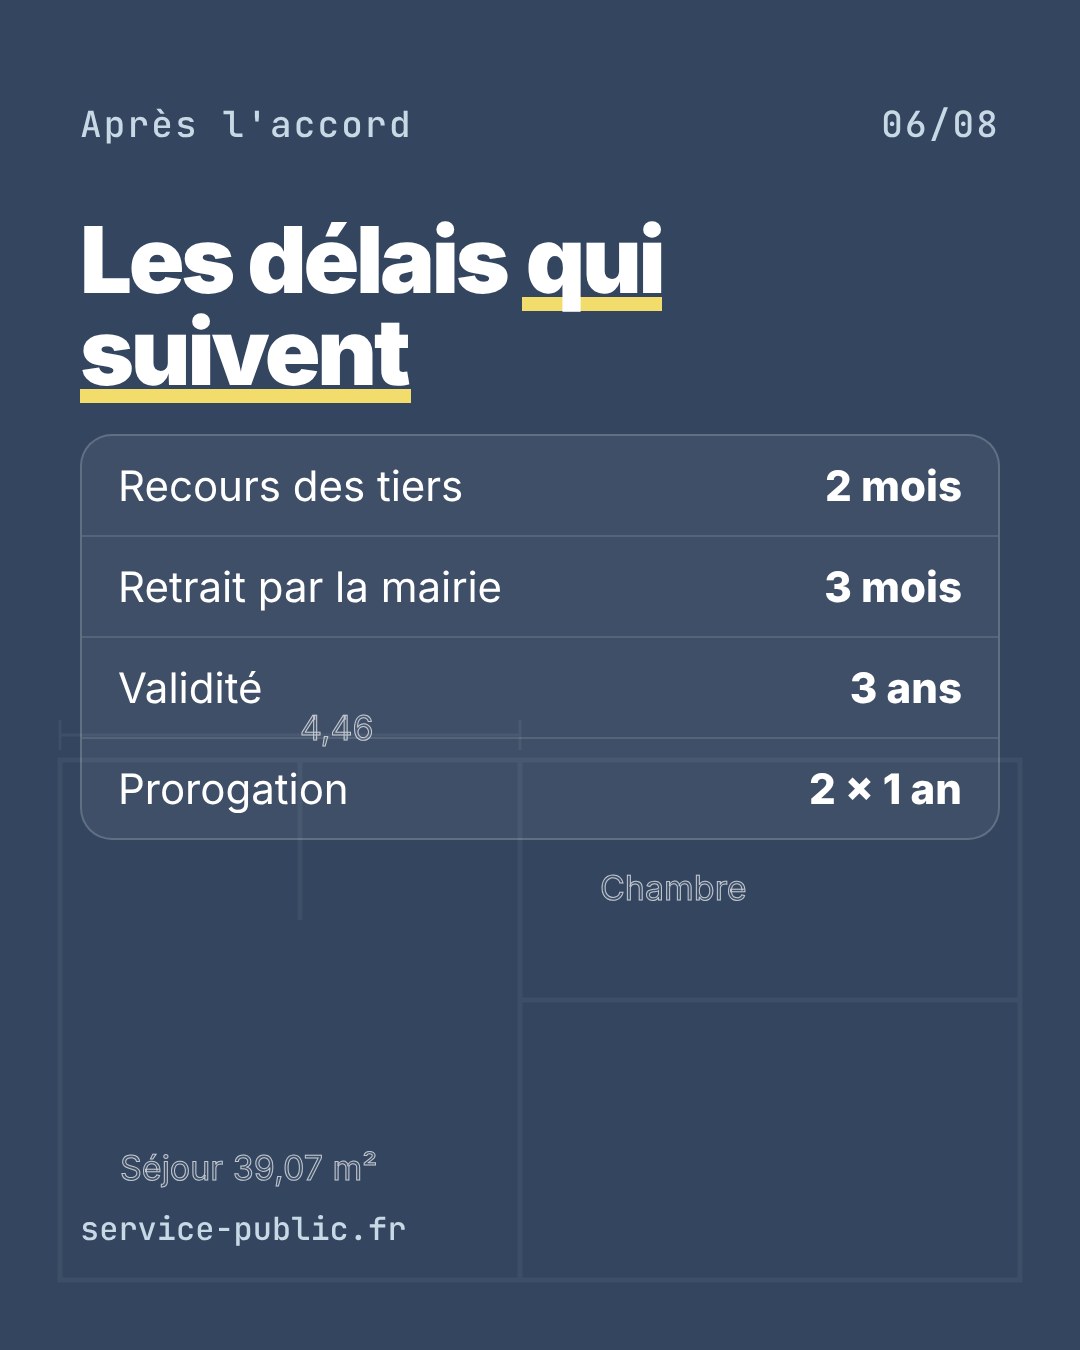 Après l'accord
06/08
Les délais qui
suivent
Recours des tiers 2 mois
Retrait par la mairie 3 mois
Validité 3 ans
4,46
Prorogation 2 × 1 an
Chambre
Séjour 39,07 m²
service-public.fr